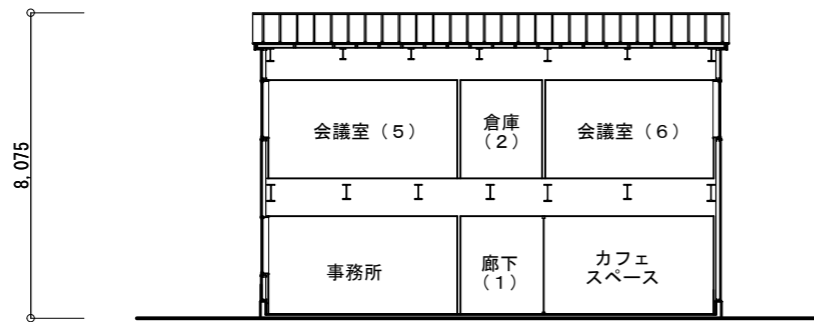 8,075
会議室（５）
倉庫
（２）
会議室（６）
事務所
廊下
（１）
カフェ
スペース